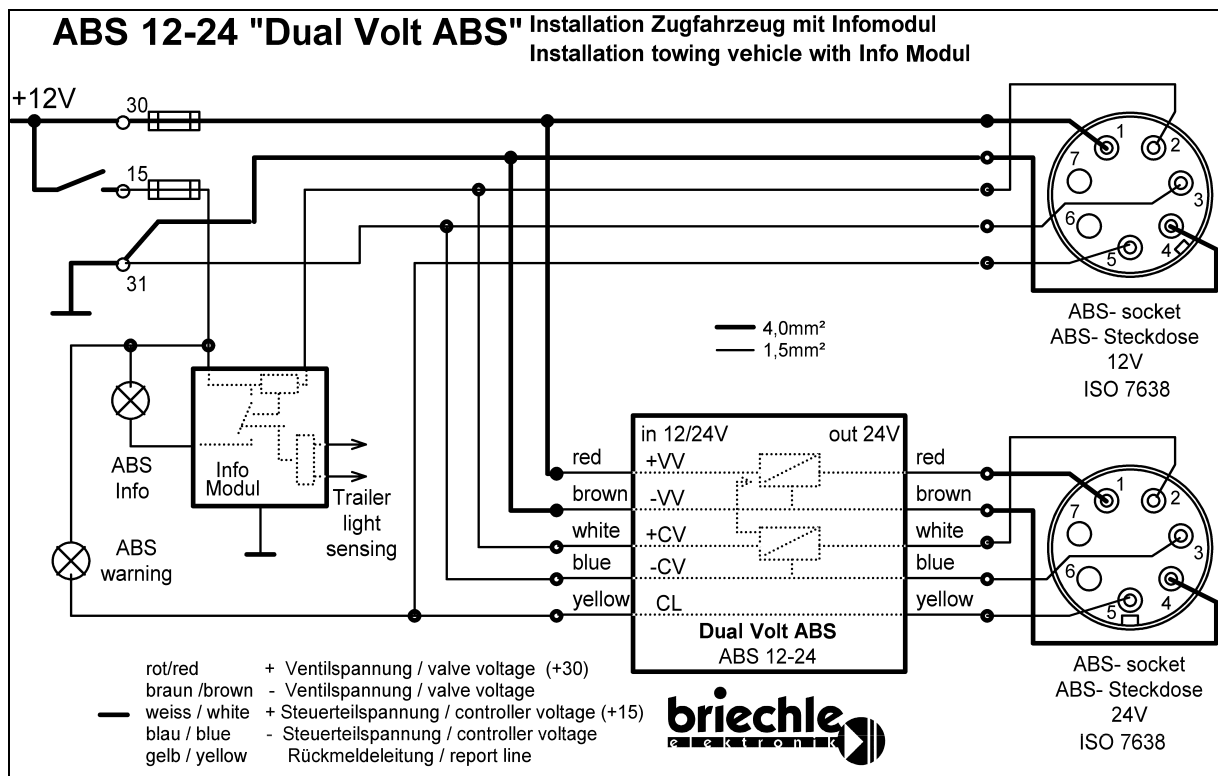 ABS 12-24 "Dual Volt ABS"
Installation Zugfahrzeug mit Infomodul
Installation towing vehicle with Info Modul
+12V
30
15
31
1
2
3
4
5
6
7
ABS- socket
ABS- Steckdose
12V
ISO 7638
4,0mm²
1,5mm²
ABS
Info
Info
Modul
Trailer
light
sensing
ABS
warning
in 12/24V out 24V
red +VV red
brown -VV brown
white +CV white
blue -CV blue
yellow CL yellow
Dual Volt ABS
ABS 12-24
1
2
3
4
5
6
7
ABS- socket
ABS- Steckdose
24V
ISO 7638
rot/red + Ventilspannung / valve voltage (+30)
braun /brown - Ventilspannung / valve voltage
weiss / white + Steuerteilspannung / controller voltage (+15)
blau / blue - Steuerteilspannung / controller voltage
gelb / yellow Rückmeldeleitung / report line
briechle
elektronik